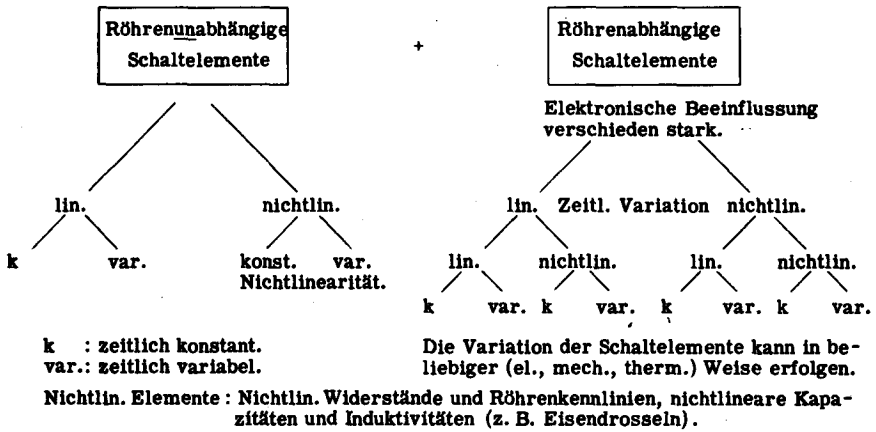 Röhrenunabhängige
Schaltelemente
+
Röhrenabhängige
Schaltelemente
Elektronische Beeinflussung
verschieden stark.
lin. nichtlin.
k var. konst. var.
Nichtlinearität.
lin. Zeitl. Variation nichtlin.
lin. nichtlin. lin. nichtlin.
k var. k var. k var. k var.
k : zeitlich konstant.
var.: zeitlich variabel.
Die Variation der Schaltelemente kann in be-
liebiger (el., mech., therm.) Weise erfolgen.
Nichtlin. Elemente : Nichtlin. Widerstände und Röhrenkennlinien, nichtlineare Kapa-
zitäten und Induktivitäten (z. B. Eisendrosseln).